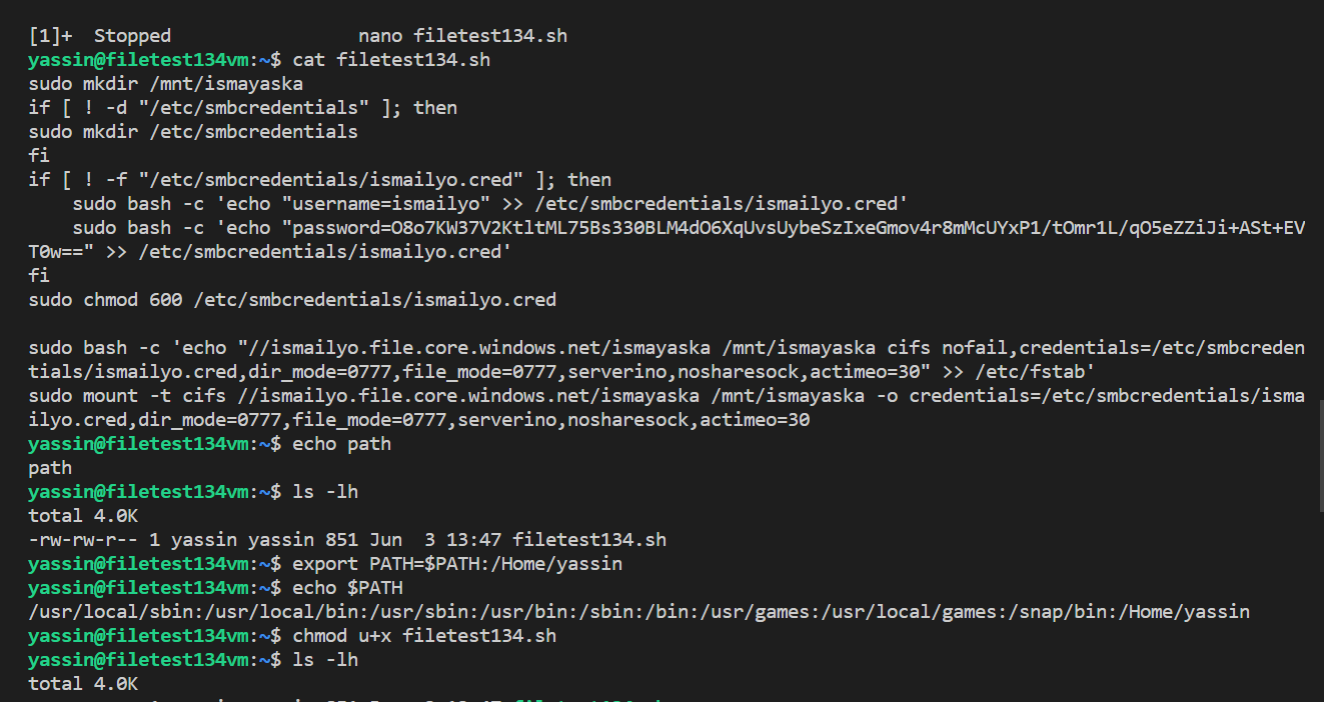 [1]+  Stopped                 nano filetest134.sh
yassin@filetest134vm:~$ cat filetest134.sh
sudo mkdir /mnt/ismayaska
if [ ! -d "/etc/smbcredentials" ]; then
sudo mkdir /etc/smbcredentials
fi
if [ ! -f "/etc/smbcredentials/ismailyo.cred" ]; then
    sudo bash -c 'echo "username=ismailyo" >> /etc/smbcredentials/ismailyo.cred'
    sudo bash -c 'echo "password=O8o7KW37V2KtltML75Bs330BLM4dO6XqUvsUybeSzIxeGmov4r8mMcUYxP1/tOmr1L/qO5eZZiJi+ASt+EV
T0w==" >> /etc/smbcredentials/ismailyo.cred'
fi
sudo chmod 600 /etc/smbcredentials/ismailyo.cred

sudo bash -c 'echo "//ismailyo.file.core.windows.net/ismayaska /mnt/ismayaska cifs nofail,credentials=/etc/smbcreden
tials/ismailyo.cred,dir_mode=0777,file_mode=0777,serverino,nosharesock,actimeo=30" >> /etc/fstab'
sudo mount -t cifs //ismailyo.file.core.windows.net/ismayaska /mnt/ismayaska -o credentials=/etc/smbcredentials/isma
ilyo.cred,dir_mode=0777,file_mode=0777,serverino,nosharesock,actimeo=30
yassin@filetest134vm:~$ echo path
path
yassin@filetest134vm:~$ ls -lh
total 4.0K
-rw-rw-r-- 1 yassin yassin 851 Jun  3 13:47 filetest134.sh
yassin@filetest134vm:~$ export PATH=$PATH:/Home/yassin
yassin@filetest134vm:~$ echo $PATH
/usr/local/sbin:/usr/local/bin:/usr/sbin:/usr/bin:/sbin:/bin:/usr/games:/usr/local/games:/snap/bin:/Home/yassin
yassin@filetest134vm:~$ chmod u+x filetest134.sh
yassin@filetest134vm:~$ ls -lh
total 4.0K